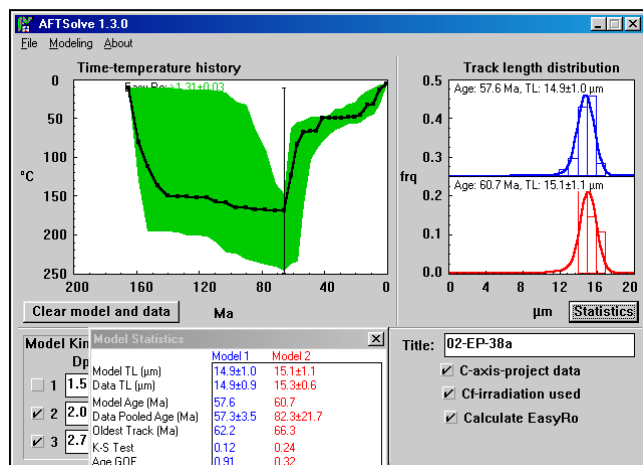 AFTSolve 1.3.0
File Modeling About
Time-temperature history
Track length distribution
1.31±0.03
0
50
100
°C
150
200
250
200 160 120 80 40 0
Ma
Age: 57.6 Ma, TL: 14.9±1.0 µm
0.5
0.4
0.3
frq
Age: 60.7 Ma, TL: 15.1±1.1 µm
0.2
0.1
0.0
0 4 8 12 16 20
µm
Clear model and data
Statistics
Model Kin
Dp
1 1.5
2 2.0
3 2.7
Model Statistics
Model 1 Model 2
Model TL (µm) 14.9±1.0 15.1±1.1
Data TL (µm) 14.9±0.9 15.3±0.6
Model Age (Ma) 57.6 60.7
Data Pooled Age (Ma) 57.3±3.5 82.3±21.7
Oldest Track (Ma) 62.2 66.3
K-S Test 0.12 0.24
Age GOF 0.91 0.32
Title: 02-EP-38a
C-axis-project data
Cf-irradiation used
Calculate EasyRo